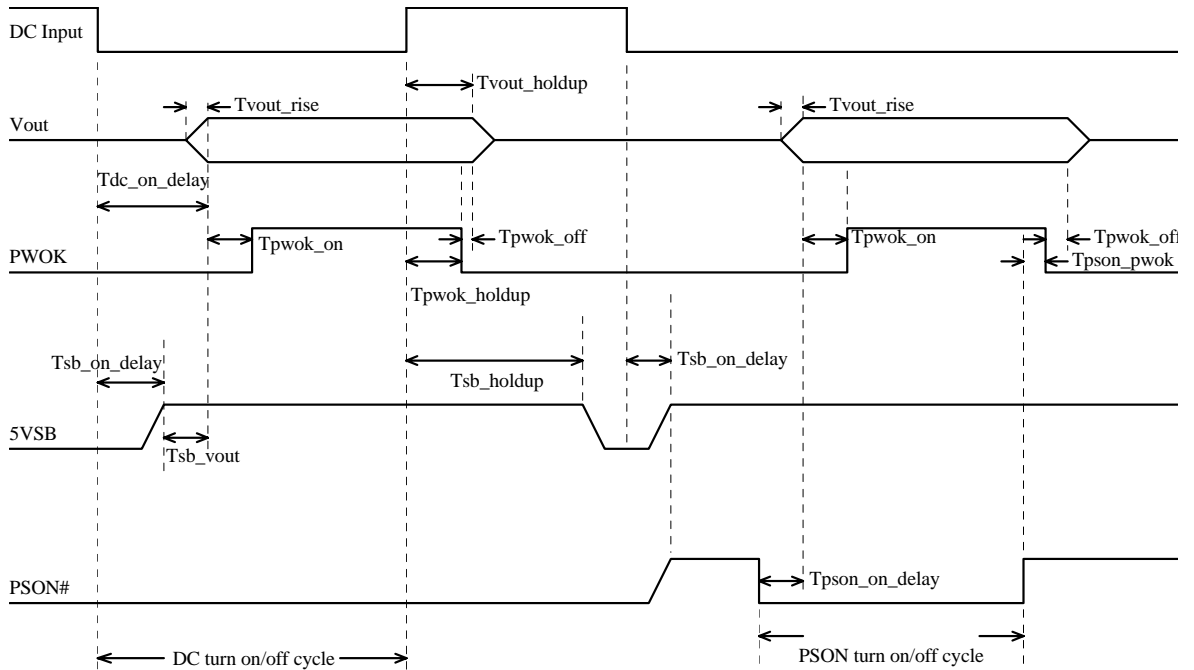 DC Input
Tvout_holdup
Tvout_rise
Tvout_rise
Vout
Tdc_on_delay
Tpwok_on
Tpwok_off
Tpwok_on
Tpwok_off
PWOK
Tpson_pwok
Tpwok_holdup
Tsb_on_delay
Tsb_on_delay
Tsb_holdup
5VSB
Tsb_vout
PSON#
Tpson_on_delay
DC turn on/off cycle
PSON turn on/off cycle